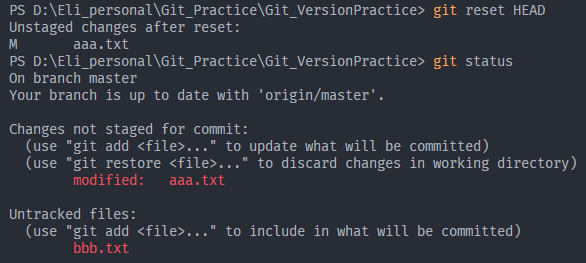 PS D:\Eli_personal\Git_Practice\Git_VersionPractice> git reset HEAD
Unstaged changes after reset:
M       aaa.txt
PS D:\Eli_personal\Git_Practice\Git_VersionPractice> git status
On branch master
Your branch is up to date with 'origin/master'.

Changes not staged for commit:
  (use "git add <file>..." to update what will be committed)
  (use "git restore <file>..." to discard changes in working directory)
        modified:   aaa.txt

Untracked files:
  (use "git add <file>..." to include in what will be committed)
        bbb.txt